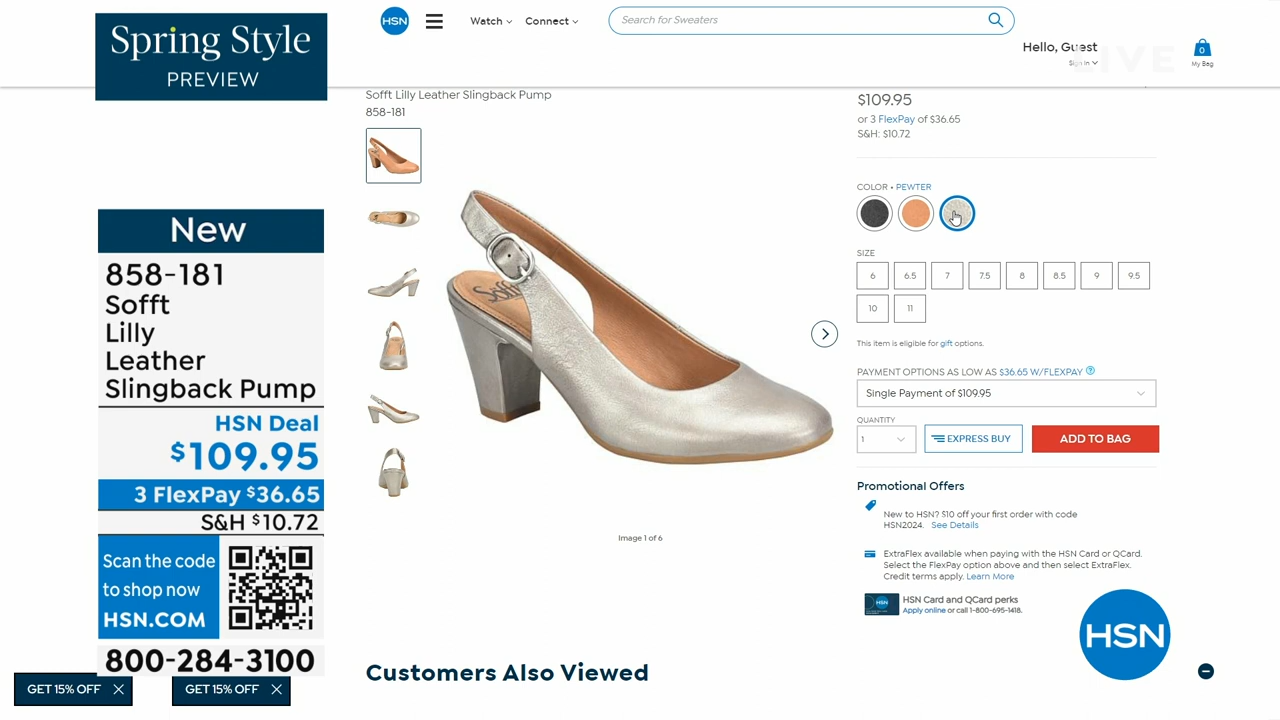 Spring Style
PREVIEW
HSN
Watch
Connect
Search for Sweaters
Hello, Guest
Sign In
LIVE
0
My Bag
Sofft Lilly Leather Slingback Pump
858-181
$109.95
or 3 FlexPay of $36.65
S&H: $10.72
COLOR • PEWTER
SIZE
6 6.5 7 7.5 8 8.5 9 9.5
10 11
This item is eligible for gift options.
PAYMENT OPTIONS AS LOW AS $36.65 W/FLEXPAY ?
Single Payment of $109.95
QUANTITY
1
EXPRESS BUY
ADD TO BAG
Promotional Offers
New to HSN? $10 off your first order with code
HSN2024. See Details
ExtraFlex available when paying with the HSN Card or QCard.
Select the FlexPay option above and then select ExtraFlex.
Credit terms apply. Learn More
HSN
HSN Card and QCard perks
Apply online or call 1-800-695-1418.
Sofft
Image 1 of 6
Customers Also Viewed
HSN
New
858-181
Sofft
Lilly
Leather
Slingback Pump
HSN Deal
$109.95
3 FlexPay $36.65
S&H $10.72
Scan the code
to shop now
HSN.COM
800-284-3100
GET 15% OFF
GET 15% OFF